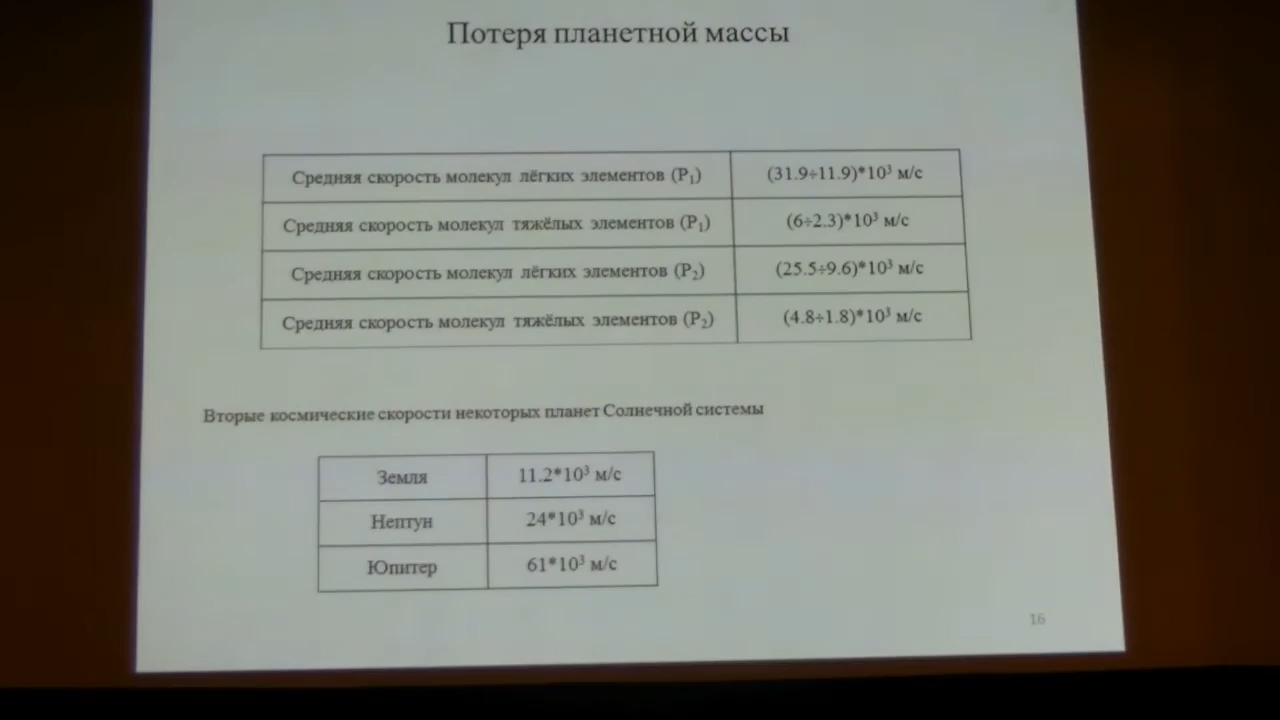 Потеря планетной массы
Средняя скорость молекул лёгких элементов (P₁) (31.9÷11.9)*10³ м/с
Средняя скорость молекул тяжёлых элементов (P₁) (6÷2.3)*10³ м/с
Средняя скорость молекул лёгких элементов (P₂) (25.5÷9.6)*10³ м/с
Средняя скорость молекул тяжёлых элементов (P₂) (4.8÷1.8)*10³ м/с
Вторые космические скорости некоторых планет Солнечной системы
Земля 11.2*10³ м/с
Нептун 24*10³ м/с
Юпитер 61*10³ м/с
16